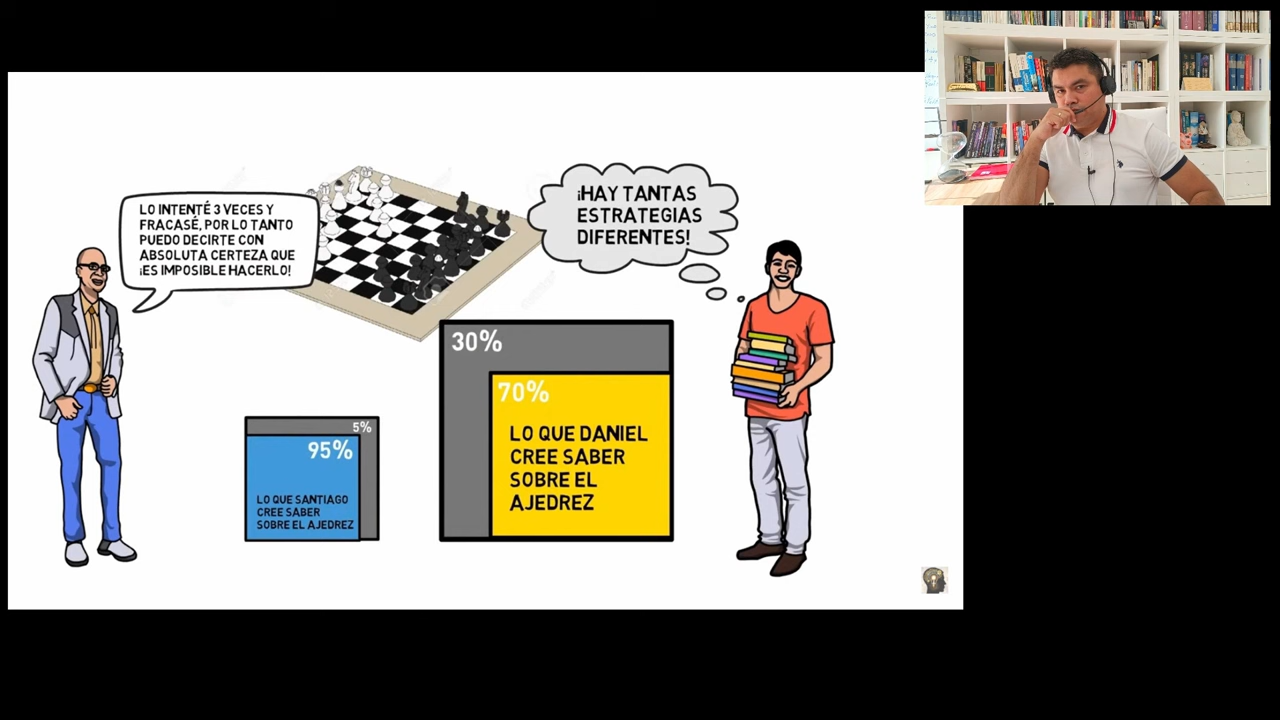 LO INTENTÉ 3 VECES Y
FRACASÉ, POR LO TANTO
PUEDO DECIRTE CON
ABSOLUTA CERTEZA QUE
¡ES IMPOSIBLE HACERLO!
¡HAY TANTAS
ESTRATEGIAS
DIFERENTES!
30%
70%
LO QUE DANIEL
CREE SABER
SOBRE EL
AJEDREZ
5%
95%
LO QUE SANTIAGO
CREE SABER
SOBRE EL AJEDREZ